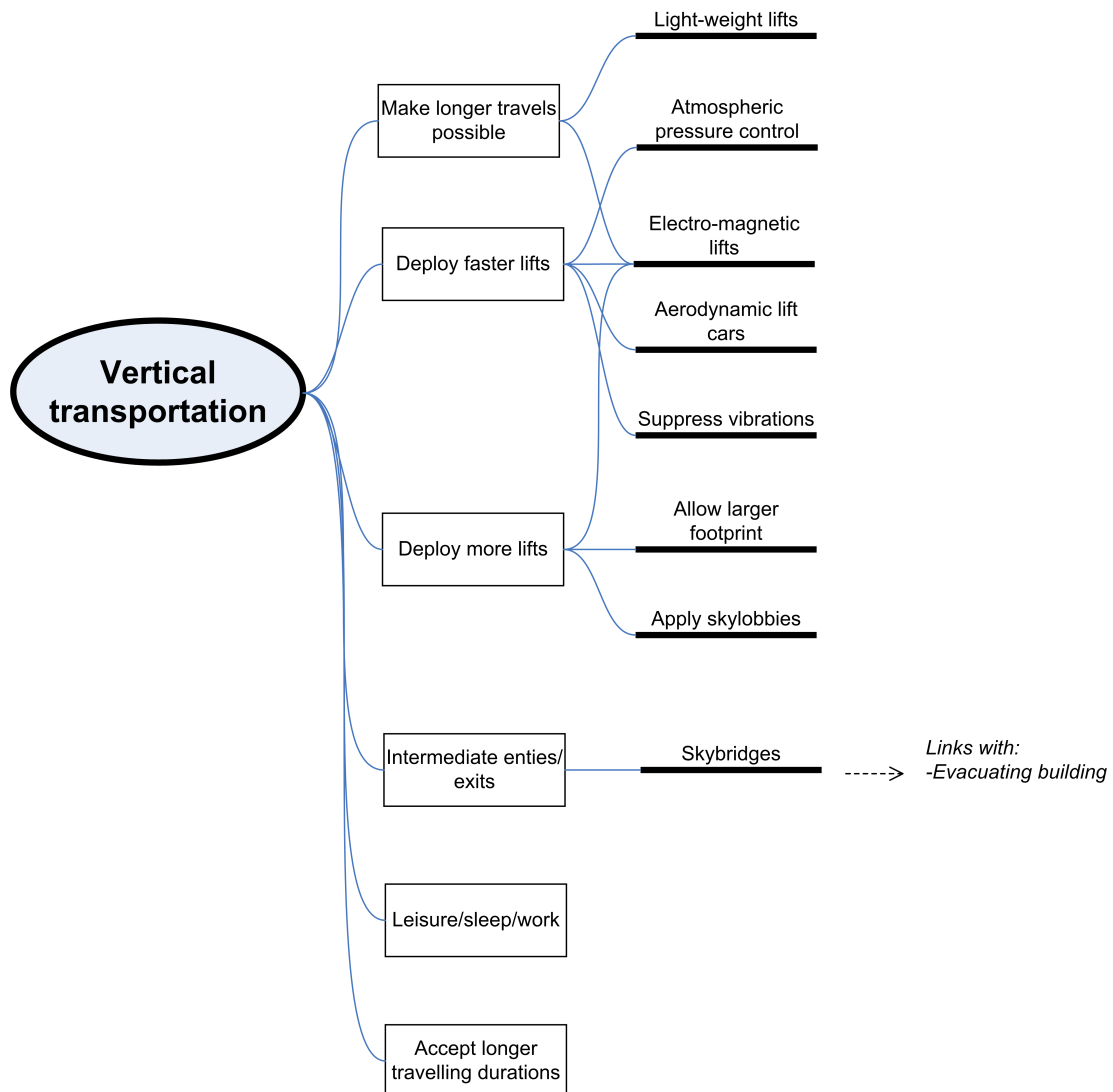 Vertical
transportation
Make longer travels
possible
Deploy faster lifts
Deploy more lifts
Intermediate enties/
exits
Leisure/sleep/work
Accept longer
travelling durations
Light-weight lifts
Atmospheric
pressure control
Electro-magnetic
lifts
Aerodynamic lift
cars
Suppress vibrations
Allow larger
footprint
Apply skylobbies
Skybridges
Links with:
-Evacuating building